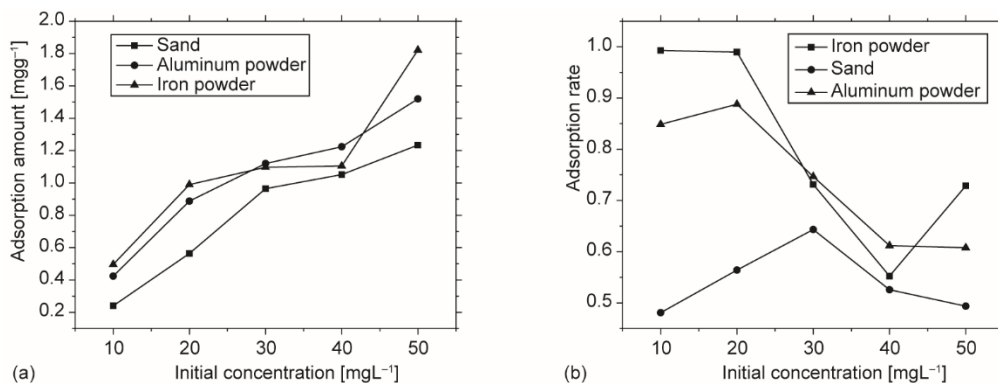 2.0
1.8
1.6
1.4
1.2
1.0
0.8
0.6
0.4
0.2
Adsorption amount [mgg⁻¹]
Sand
Aluminum powder
Iron powder
10 20 30 40 50
(a) Initial concentration [mgL⁻¹]
1.0
0.9
0.8
0.7
0.6
0.5
Adsorption rate
Iron powder
Sand
Aluminum powder
10 20 30 40 50
(b) Initial concentration [mgL⁻¹]